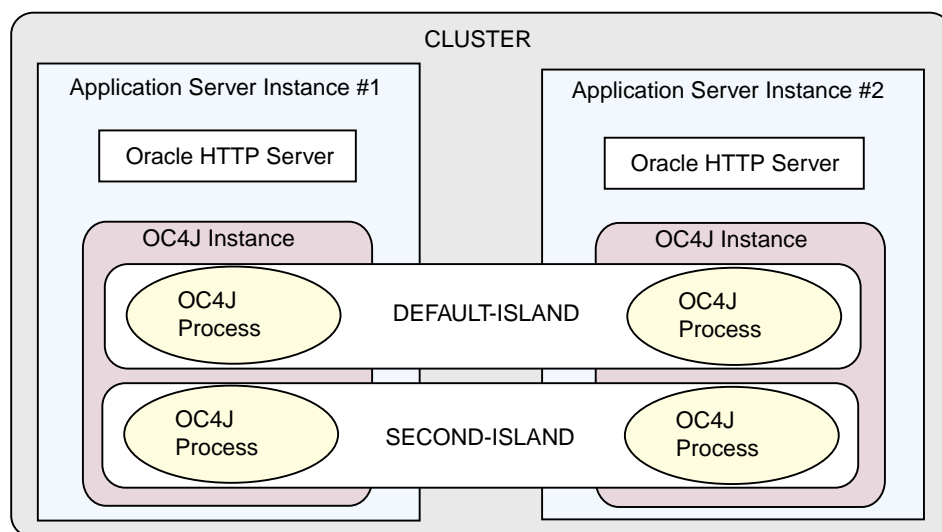 CLUSTER
Application Server Instance #1
Oracle HTTP Server
OC4J Instance
Application Server Instance #2
Oracle HTTP Server
OC4J Instance
OC4J
Process
DEFAULT-ISLAND
OC4J
Process
OC4J
Process
SECOND-ISLAND
OC4J
Process